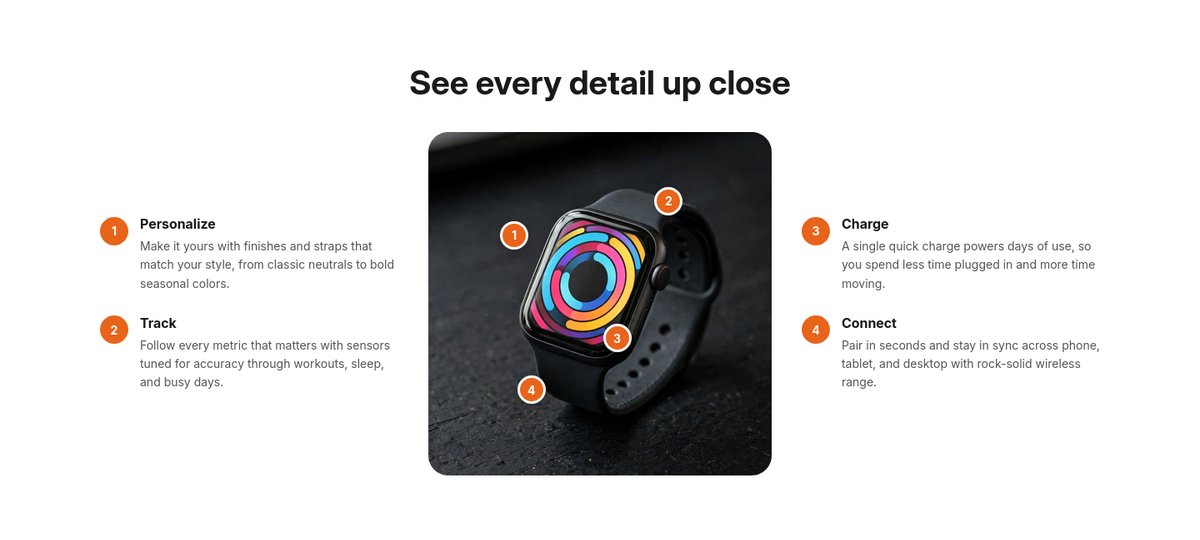 See every detail up close
1
Personalize
Make it yours with finishes and straps that
match your style, from classic neutrals to bold
seasonal colors.
2
Track
Follow every metric that matters with sensors
tuned for accuracy through workouts, sleep,
and busy days.
1
2
3
4
3
Charge
A single quick charge powers days of use, so
you spend less time plugged in and more time
moving.
4
Connect
Pair in seconds and stay in sync across phone,
tablet, and desktop with rock-solid wireless
range.